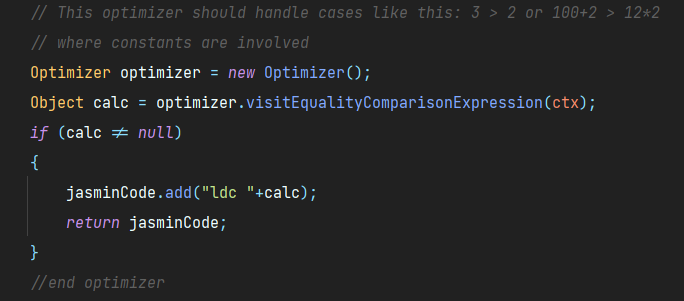 // This optimizer should handle cases like this: 3 > 2 or 100+2 > 12*2
// where constants are involved
Optimizer optimizer = new Optimizer();
Object calc = optimizer.visitEqualityComparisonExpression(ctx);
if (calc != null)
{
jasminCode.add("ldc "+calc);
return jasminCode;
}
//end optimizer